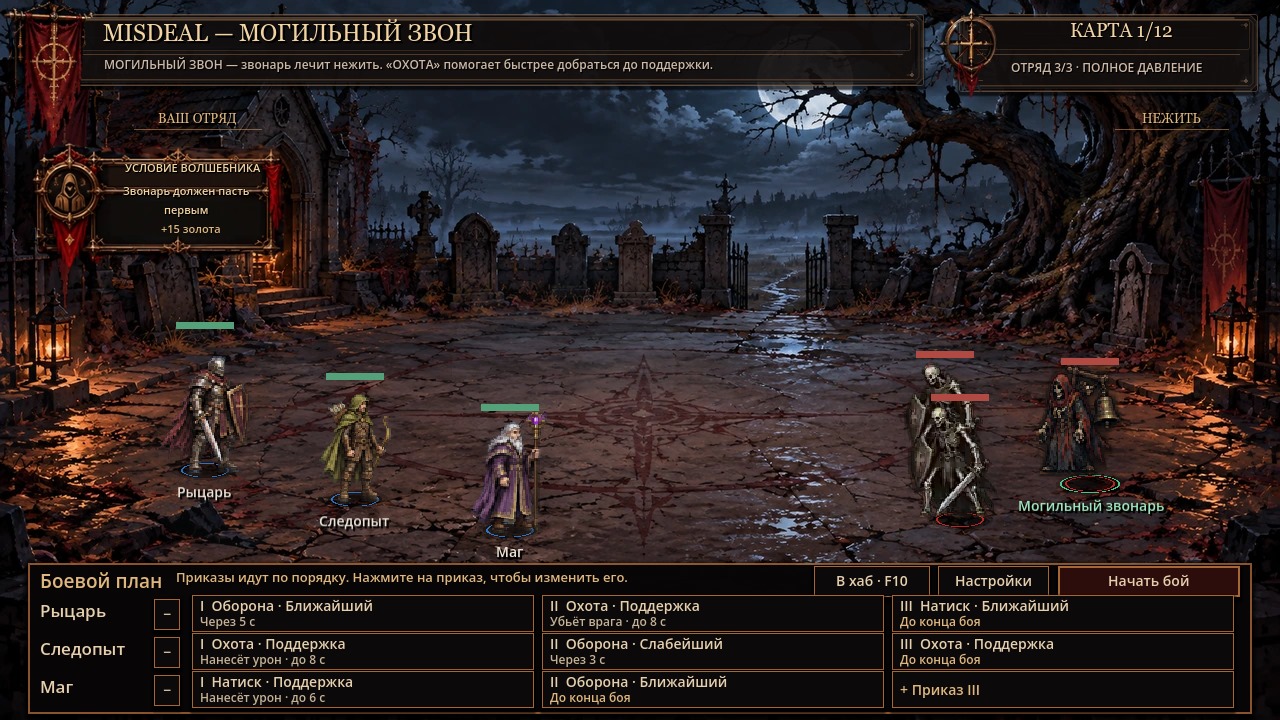 MISDEAL — МОГИЛЬНЫЙ ЗВОН
МОГИЛЬНЫЙ ЗВОН — звонарь лечит нежить. «ОХОТА» помогает быстрее добраться до поддержки.
КАРТА 1/12
ОТРЯД 3/3 · ПОЛНОЕ ДАВЛЕНИЕ
ВАШ ОТРЯД
НЕЖИТЬ
УСЛОВИЕ ВОЛШЕБНИКА
Звонарь должен пасть
первым
+15 золота
Рыцарь
Следопыт
Маг
Могильный звонарь
Боевой план
Приказы идут по порядку. Нажмите на приказ, чтобы изменить его.
В хаб · F10
Настройки
Начать бой
Рыцарь
–
I Оборона · Ближайший
Через 5 с
II Охота · Поддержка
Убьёт врага · до 8 с
III Натиск · Ближайший
До конца боя
Следопыт
–
I Охота · Поддержка
Нанесёт урон · до 8 с
II Оборона · Слабейший
Через 3 с
III Охота · Поддержка
До конца боя
Маг
–
I Натиск · Поддержка
Нанесёт урон · до 6 с
II Оборона · Ближайший
До конца боя
+ Приказ III